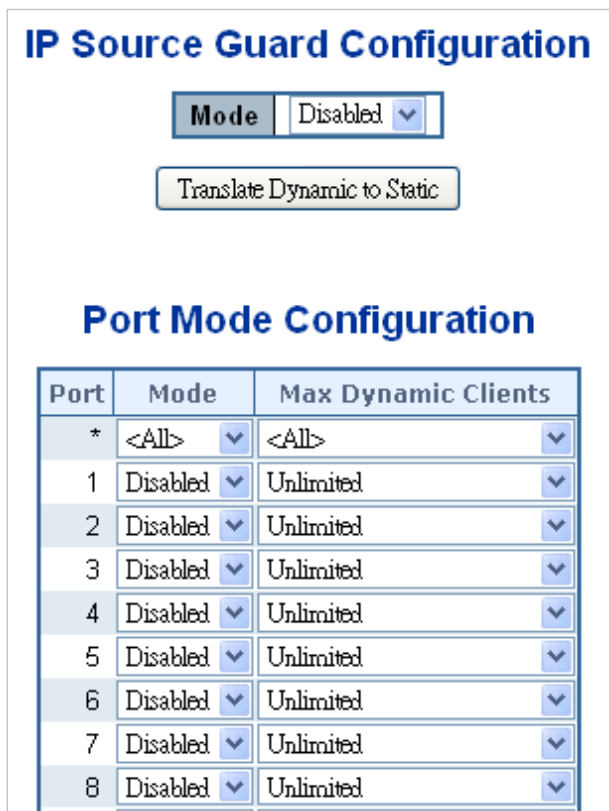 IP Source Guard Configuration
Mode Disabled
Translate Dynamic to Static
Port Mode Configuration
Port Mode Max Dynamic Clients
* <All> <All>
1 Disabled Unlimited
2 Disabled Unlimited
3 Disabled Unlimited
4 Disabled Unlimited
5 Disabled Unlimited
6 Disabled Unlimited
7 Disabled Unlimited
8 Disabled Unlimited